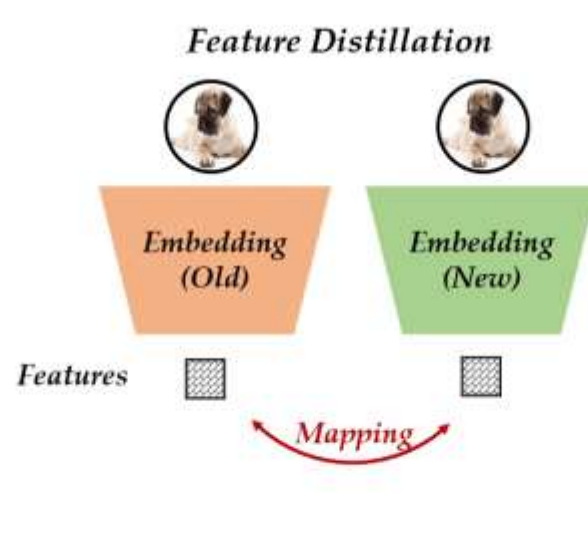 Feature Distillation
Embedding
(Old)
Embedding
(New)
Features
Mapping